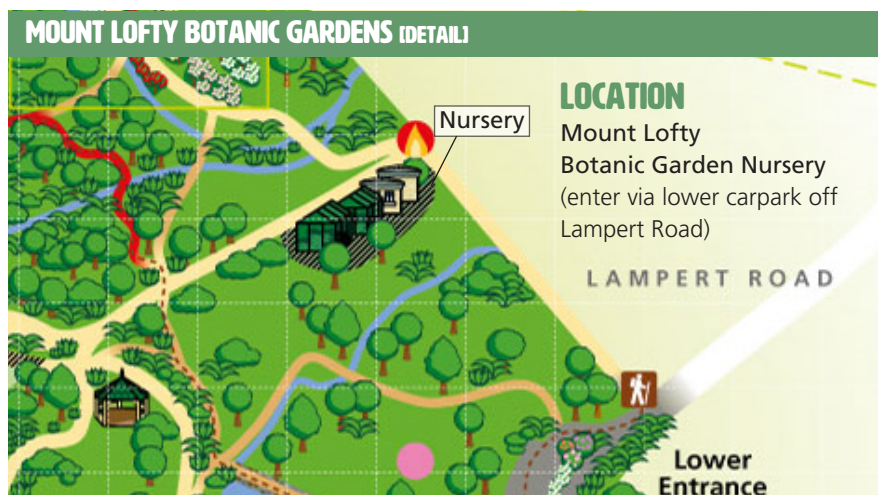 MOUNT LOFTY BOTANIC GARDENS [DETAIL]
Nursery
LOCATION
Mount Lofty
Botanic Garden Nursery
(enter via lower carpark off
Lampert Road)
LAMPERT ROAD
Lower
Entrance